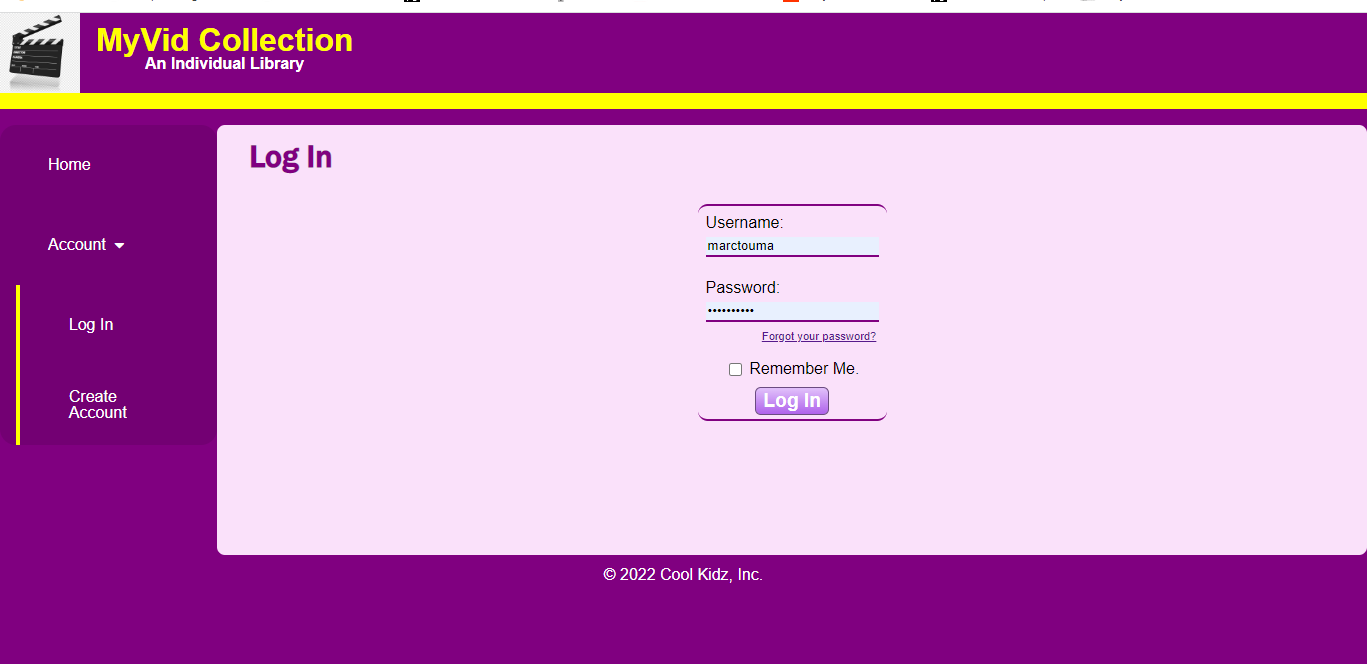 MyVid Collection
An Individual Library
Home
Account
Log In
Create
Account
Log In
Username:
marctouma
Password:
••••••••••
Forgot your password?
Remember Me.
Log In
© 2022 Cool Kidz, Inc.